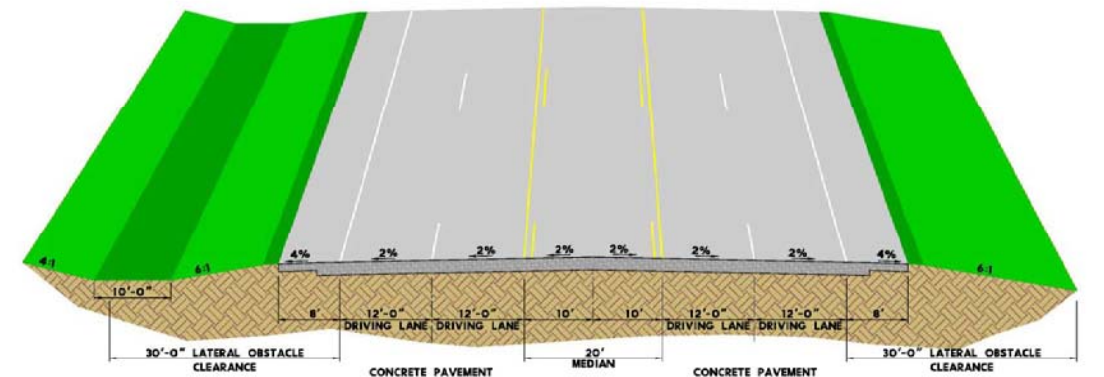 4% 2% 2% 2% 2% 2% 2% 4%
4:1 6:1 6:1
10'-0"
8' 12'-0" 12'-0" 10' 10' 12'-0" 12'-0" 8'
DRIVING LANE DRIVING LANE DRIVING LANE DRIVING LANE
30'-0" LATERAL OBSTACLE 20' 30'-0" LATERAL OBSTACLE
CLEARANCE MEDIAN CLEARANCE
CONCRETE PAVEMENT CONCRETE PAVEMENT